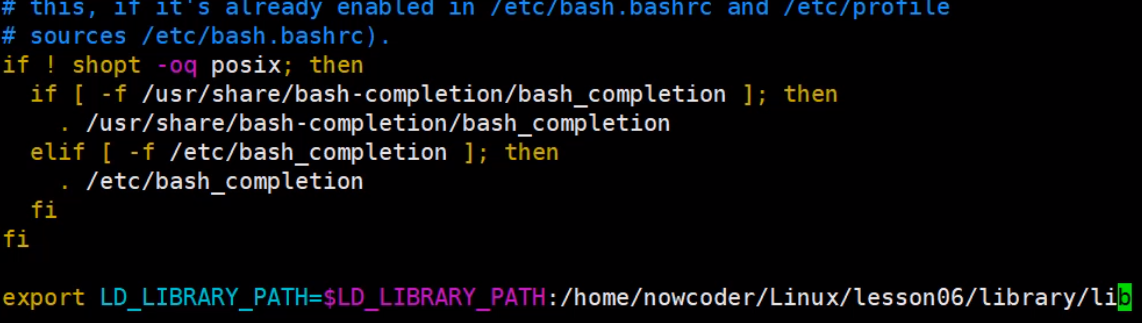 # this, if it's already enabled in /etc/bash.bashrc and /etc/profile
# sources /etc/bash.bashrc).
if ! shopt -oq posix; then
  if [ -f /usr/share/bash-completion/bash_completion ]; then
    . /usr/share/bash-completion/bash_completion
  elif [ -f /etc/bash_completion ]; then
    . /etc/bash_completion
  fi
fi

export LD_LIBRARY_PATH=$LD_LIBRARY_PATH:/home/nowcoder/Linux/lesson06/library/lib